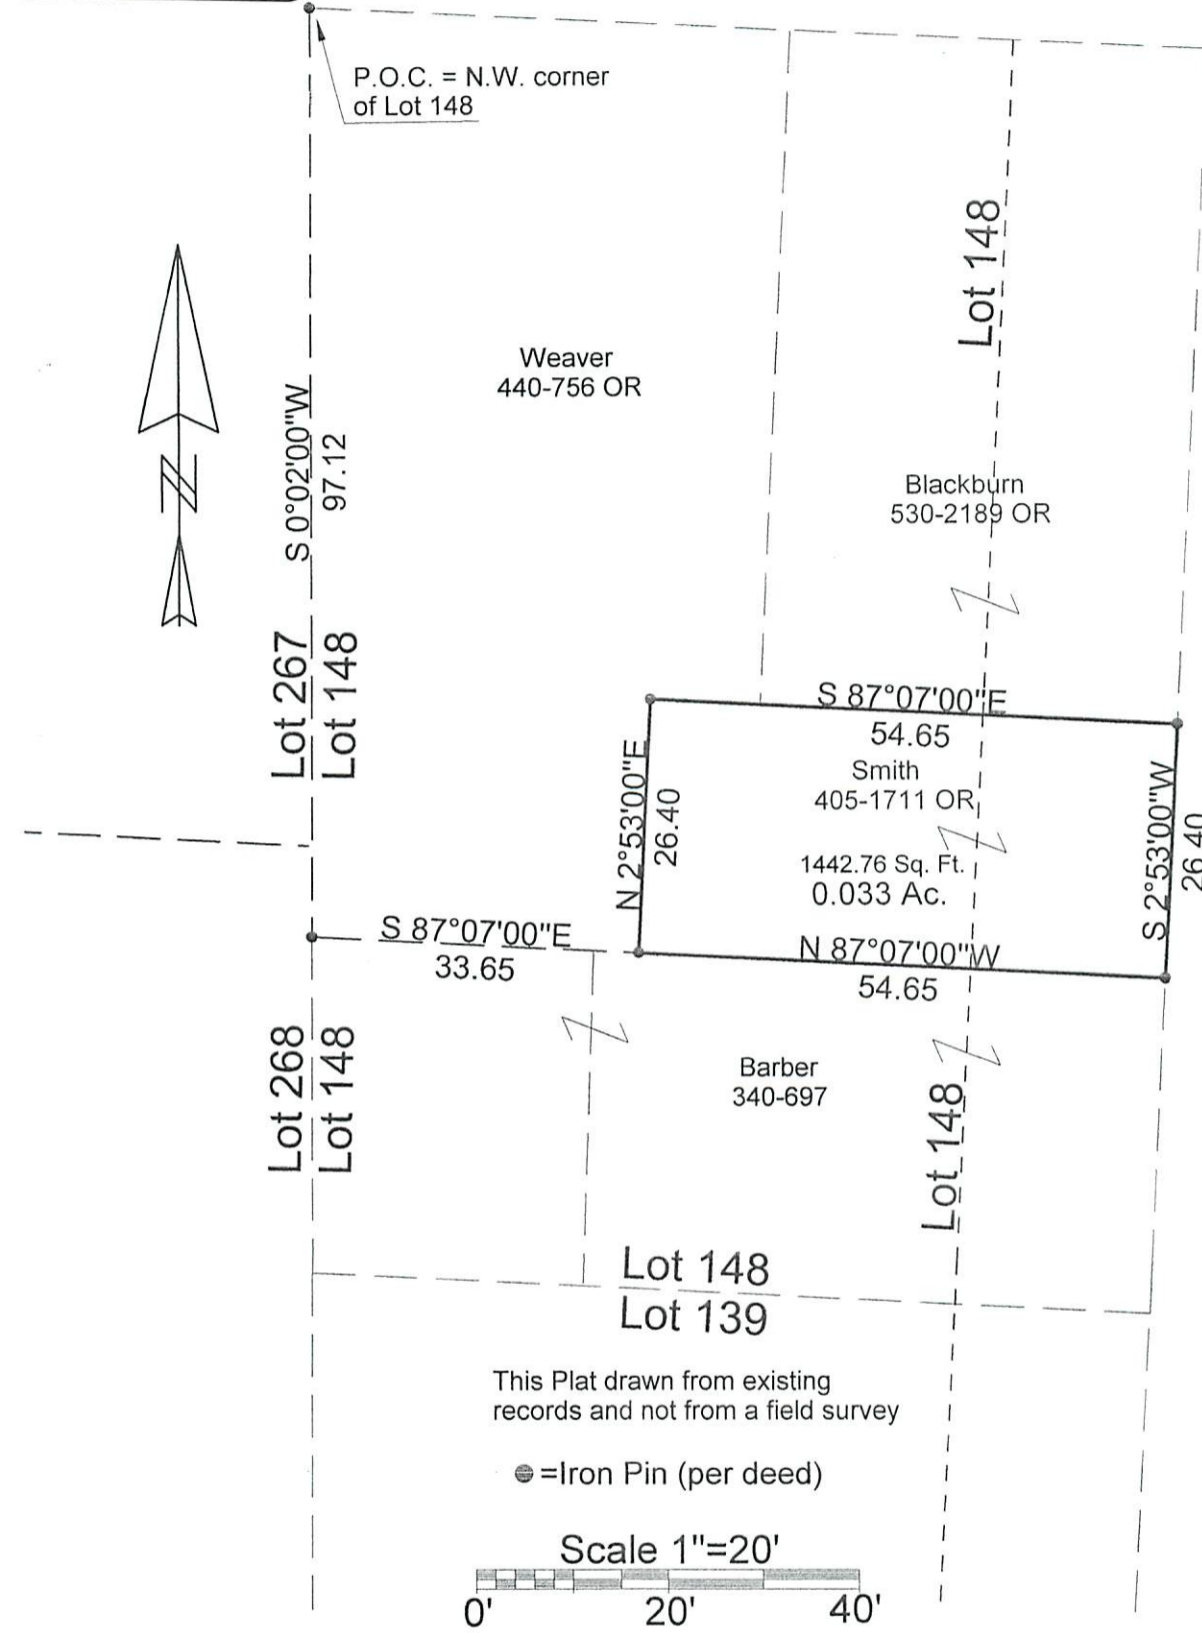 P.O.C. = N.W. corner
of Lot 148
Lot 148
Weaver
440-756 OR
S 0°02'00"W
97.12
Blackburn
530-2189 OR
N
Lot 267
Lot 148
S 87°07'00"E
54.65
Smith
405-1711 OR
N 2°53'00"E
26.40
S 2°53'00"W
26.40
1442.76 Sq. Ft.
0.033 Ac.
S 87°07'00"E
33.65
N 87°07'00"W
54.65
Lot 268
Lot 148
Barber
340-697
Lot 148
Lot 148
Lot 139
This Plat drawn from existing
records and not from a field survey
=Iron Pin (per deed)
Scale 1"=20'
0' 20' 40'